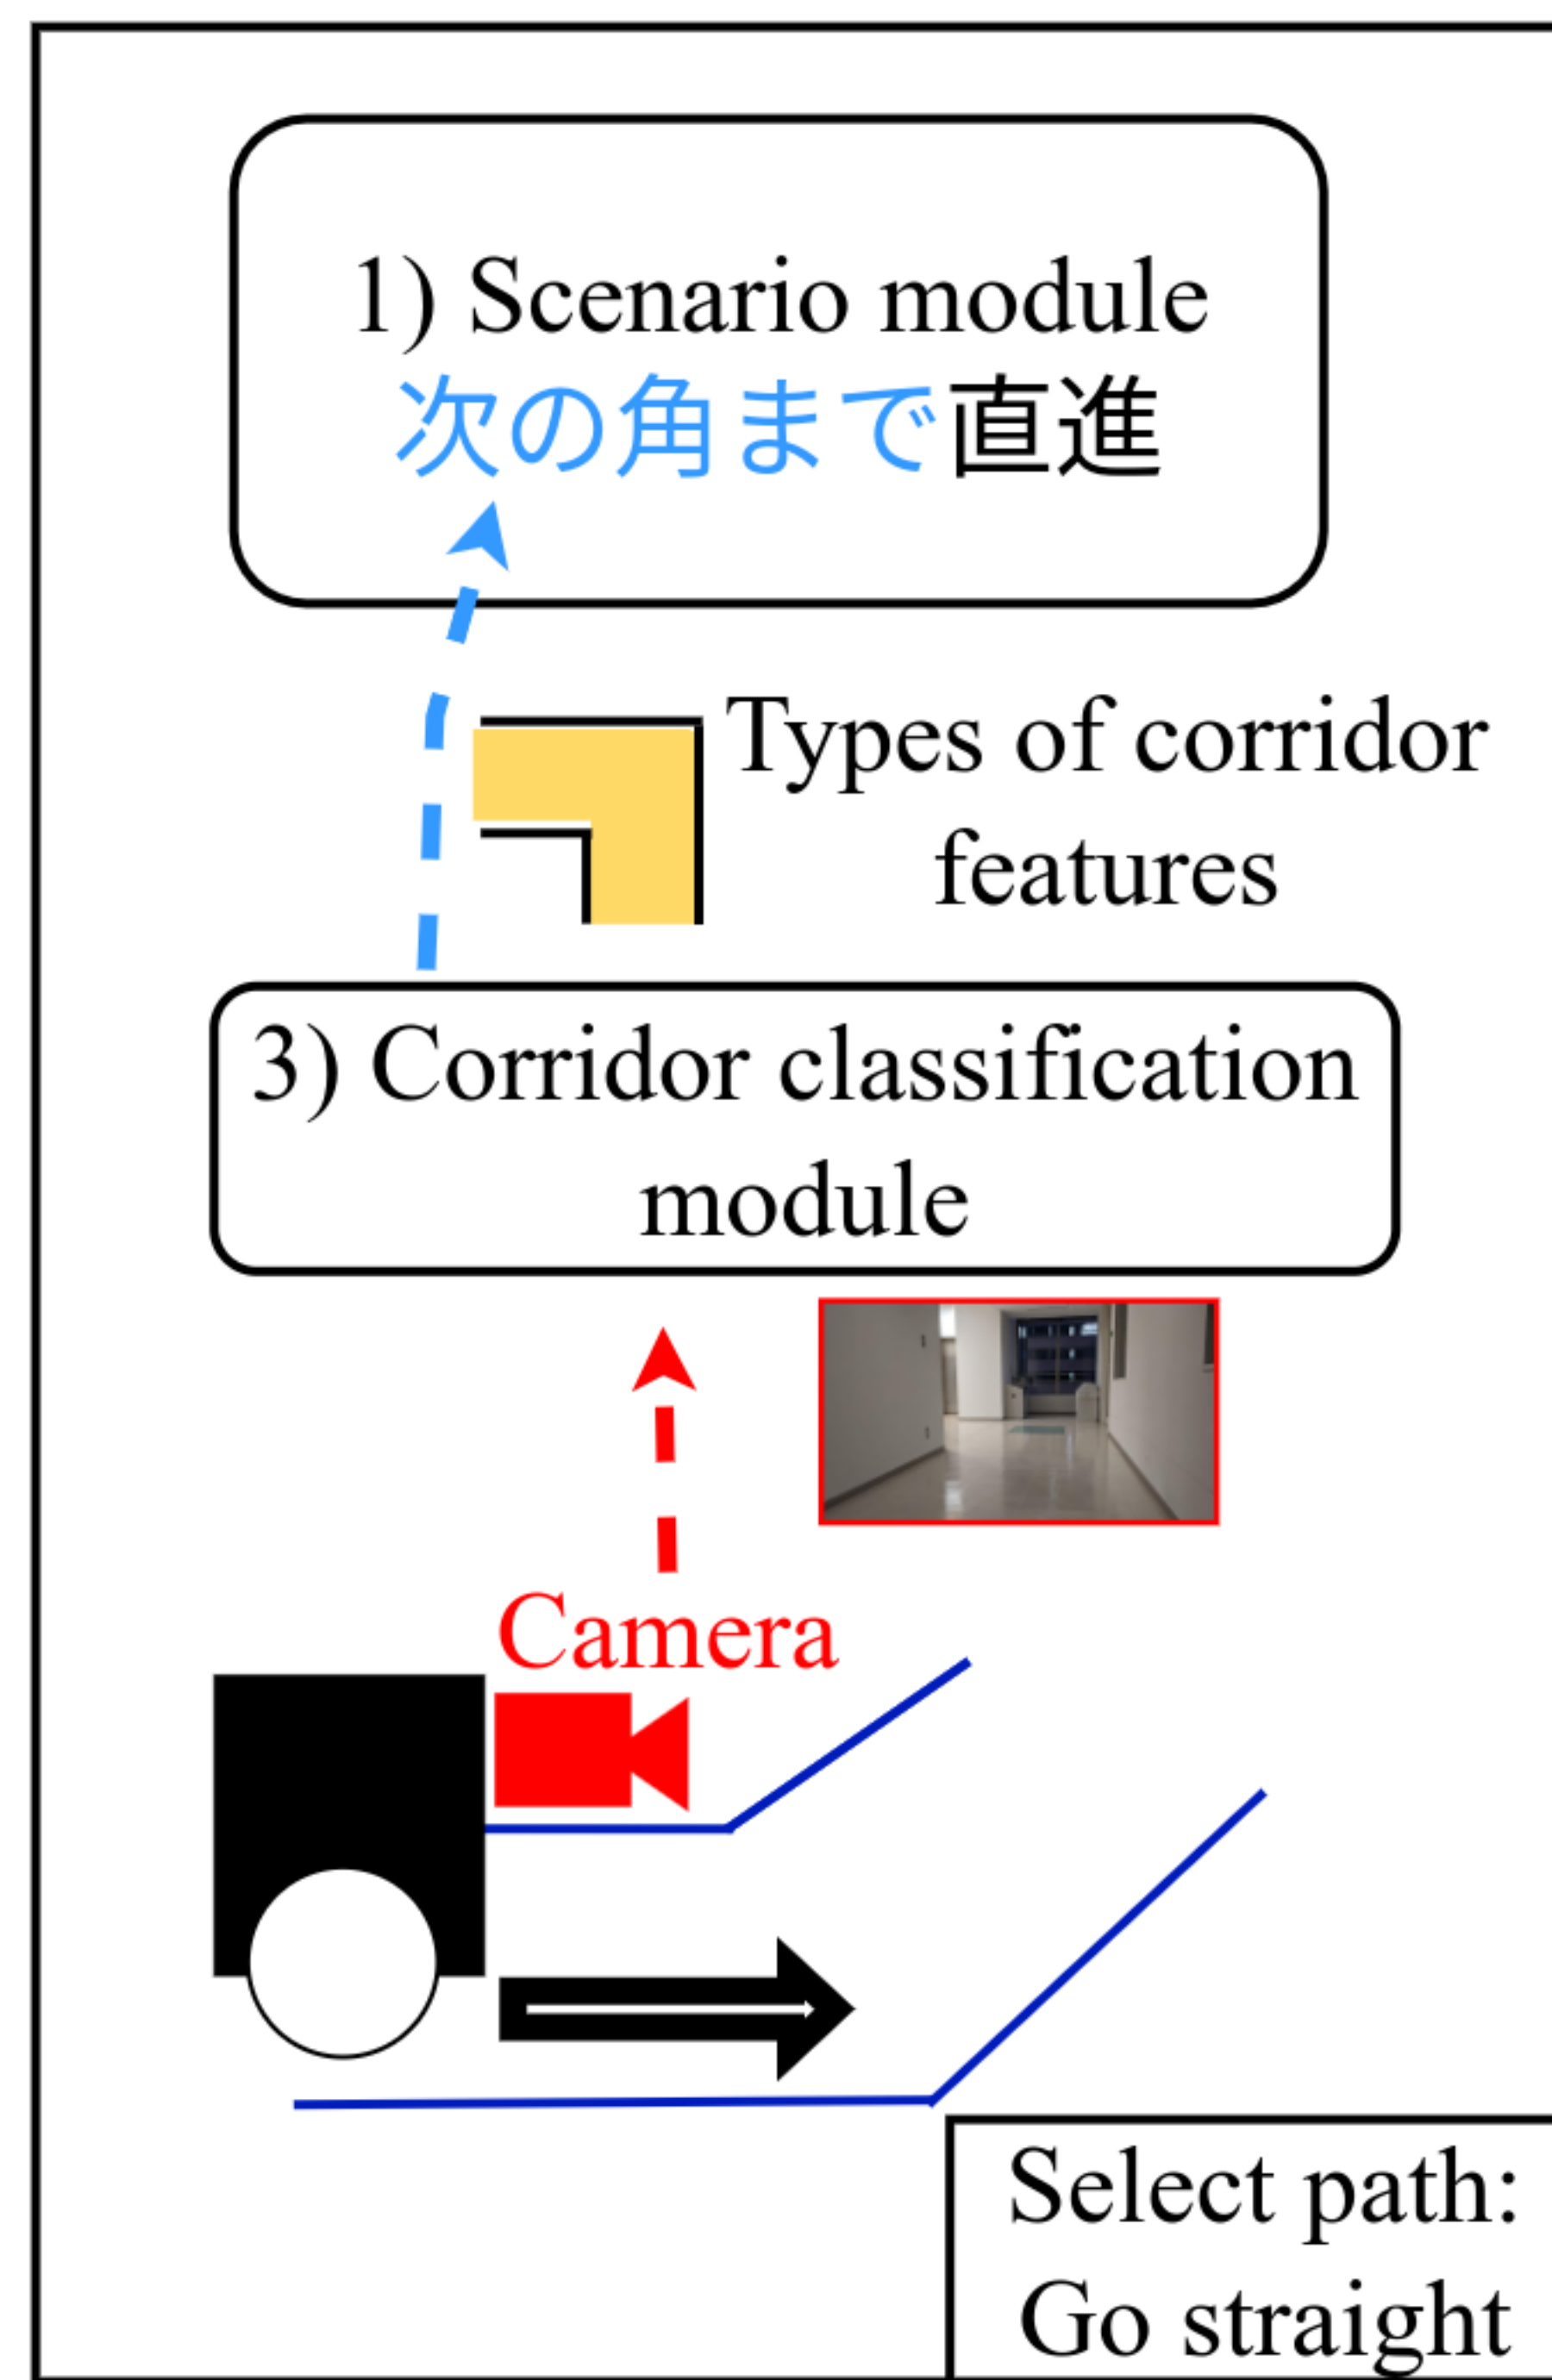 1) Scenario module
次の角まで直進
Types of corridor
features
3) Corridor classification
module
Camera
Select path:
Go straight